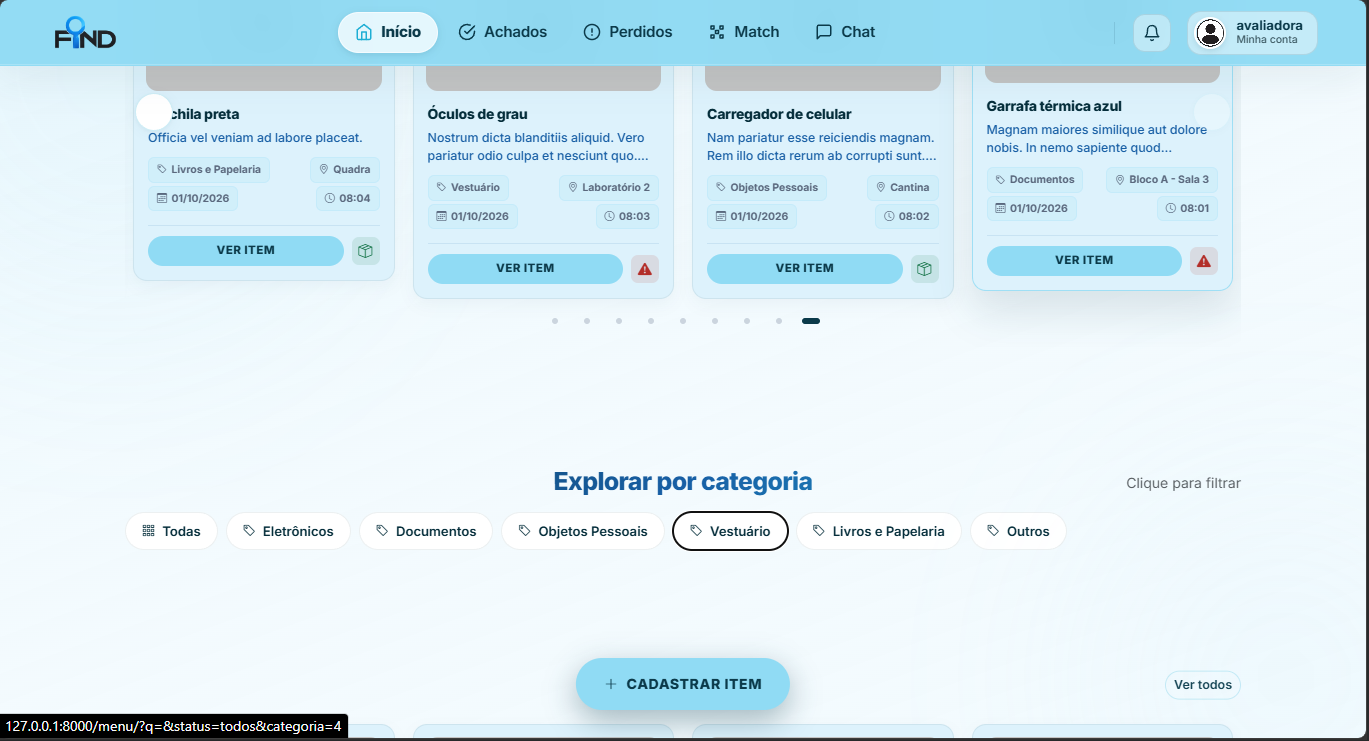 FIND
Início
Achados
Perdidos
Match
Chat
avaliadora
Minha conta
chila preta
Officia vel veniam ad labore placeat.
Livros e Papelaria
Quadra
01/10/2026
08:04
VER ITEM
Óculos de grau
Nostrum dicta blanditiis aliquid. Vero
pariatur odio culpa et nesciunt quo....
Vestuário
Laboratório 2
01/10/2026
08:03
VER ITEM
Carregador de celular
Nam pariatur esse reiciendis magnam.
Rem illo dicta rerum ab corrupti sunt....
Objetos Pessoais
Cantina
01/10/2026
08:02
VER ITEM
Garrafa térmica azul
Magnam maiores similique aut dolore
nobis. In nemo sapiente quod...
Documentos
Bloco A - Sala 3
01/10/2026
08:01
VER ITEM
Explorar por categoria
Clique para filtrar
Todas
Eletrônicos
Documentos
Objetos Pessoais
Vestuário
Livros e Papelaria
Outros
+ CADASTRAR ITEM
Ver todos
127.0.0.1:8000/menu/?q=&status=todos&categoria=4